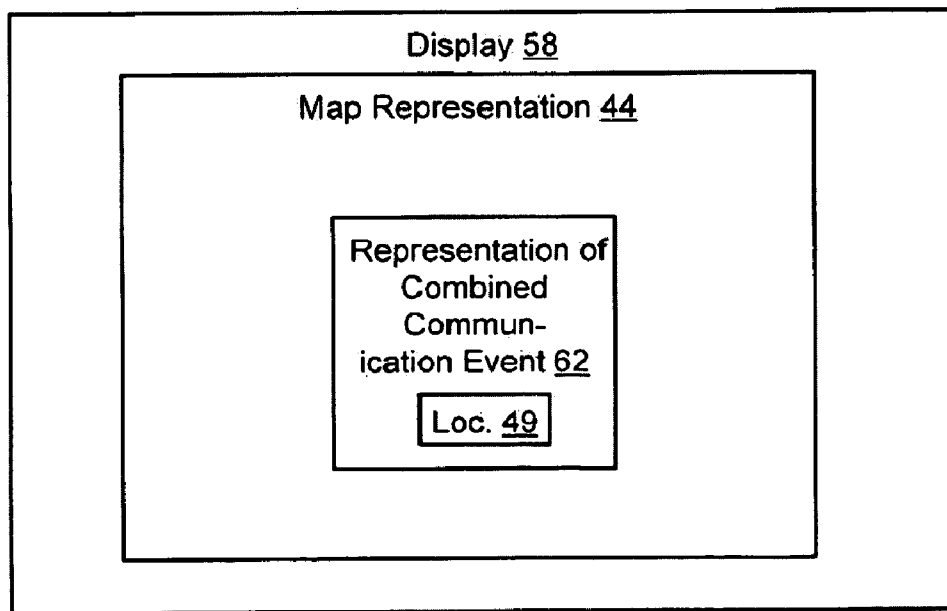 Display 58
Map Representation 44
Representation of
Combined
Commun-
ication Event 62
Loc. 49